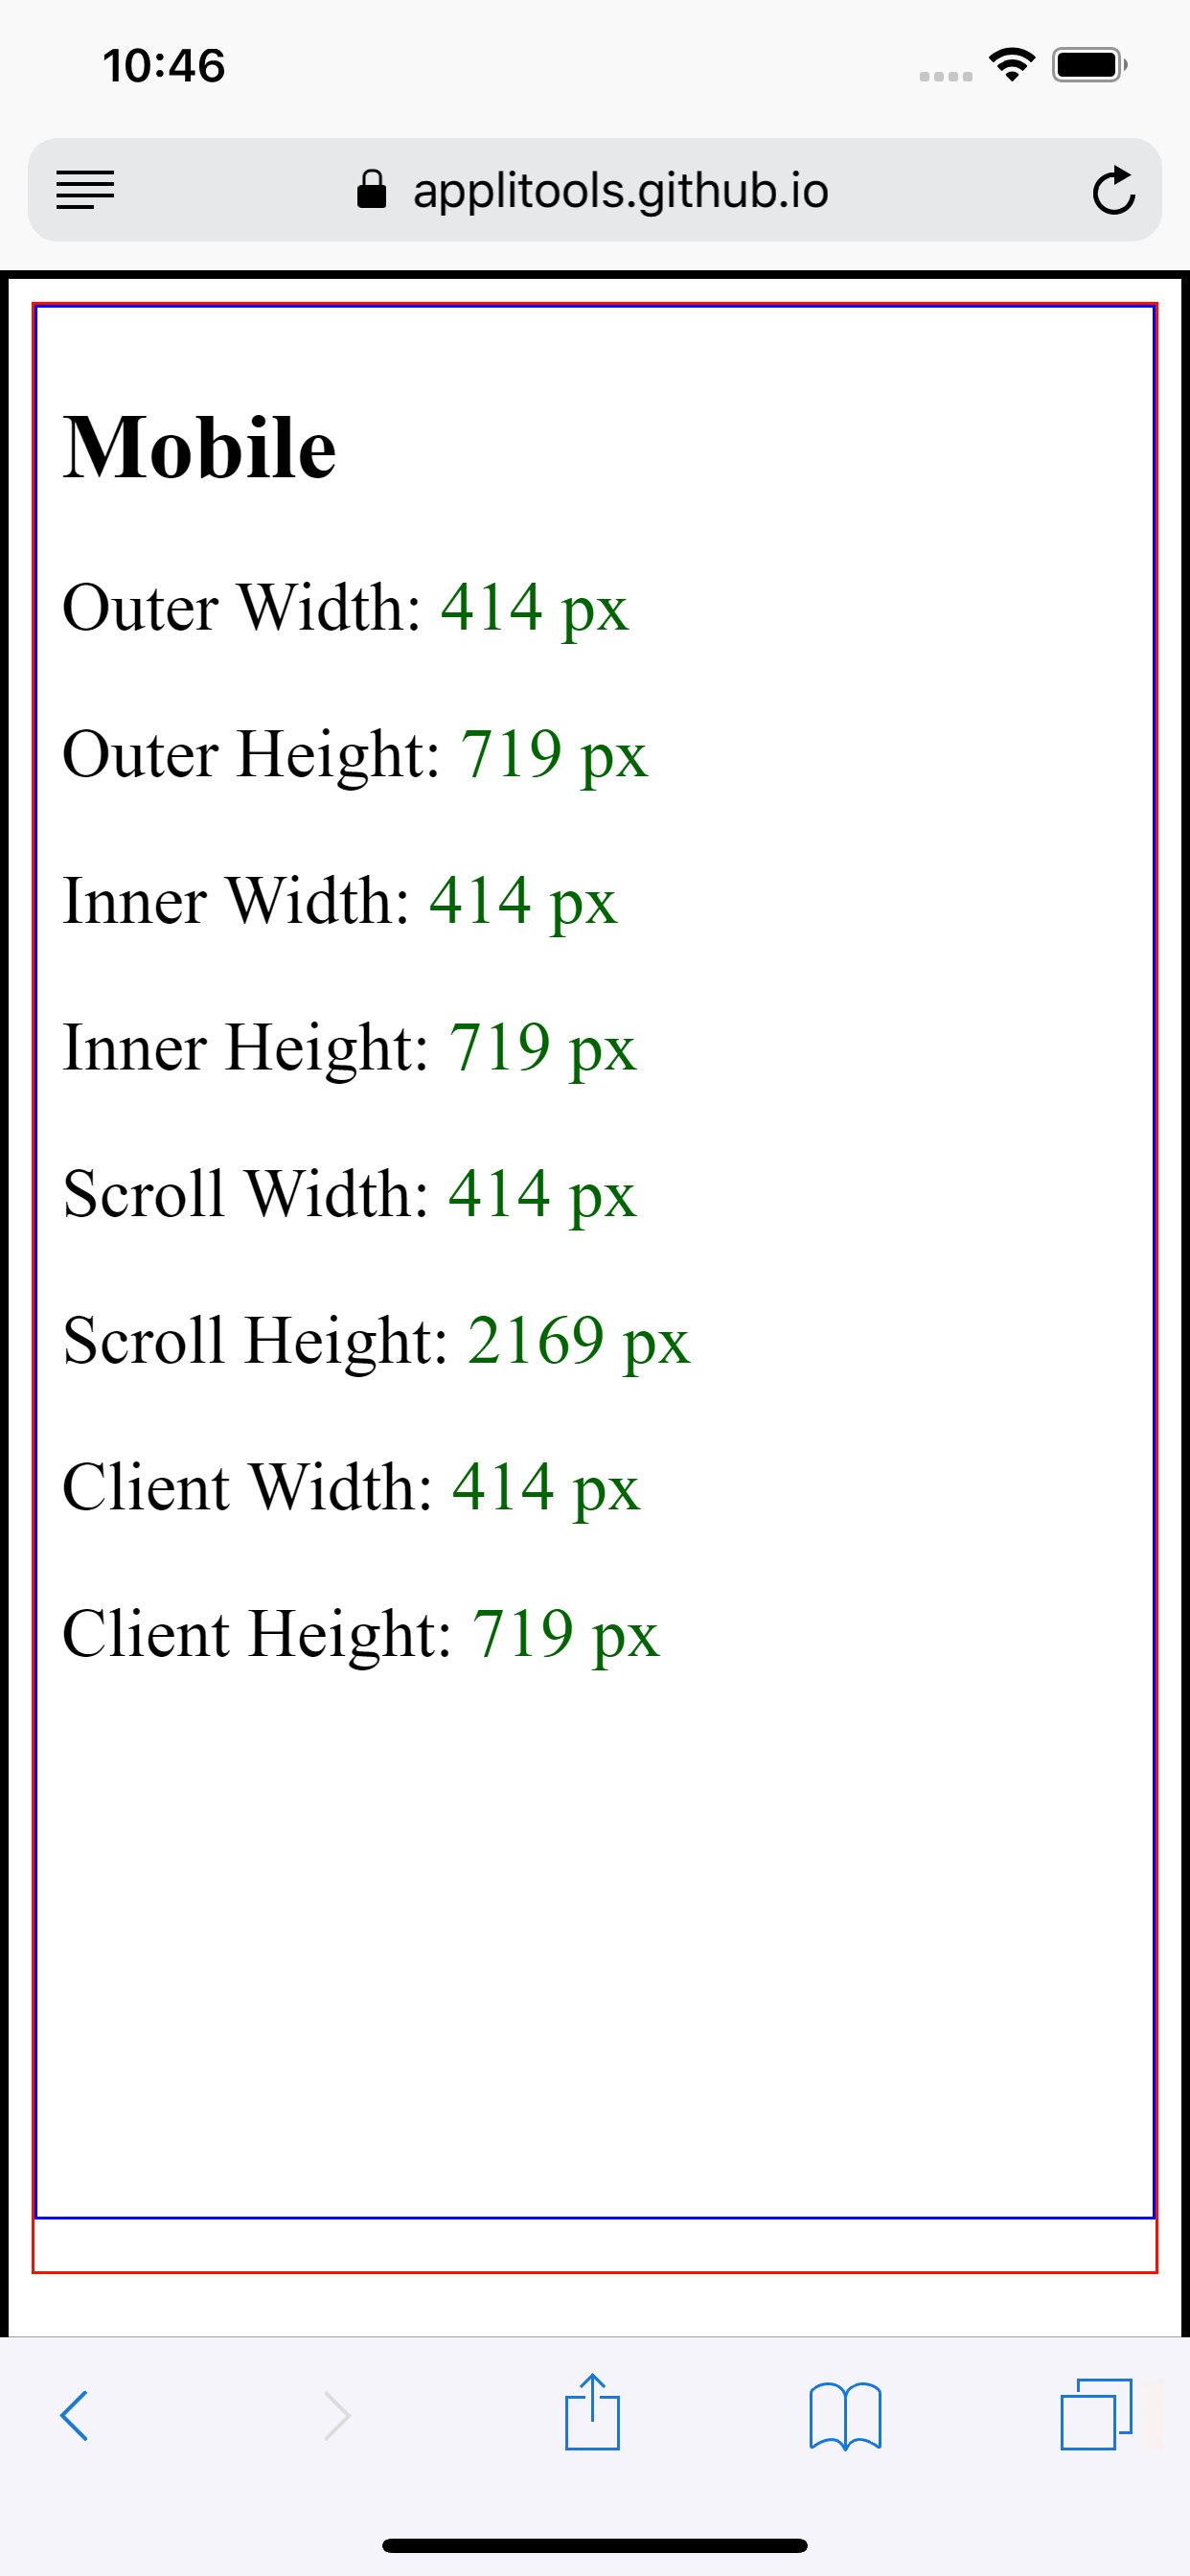 10:46
applitools.github.io
Mobile
Outer Width: 414 px
Outer Height: 719 px
Inner Width: 414 px
Inner Height: 719 px
Scroll Width: 414 px
Scroll Height: 2169 px
Client Width: 414 px
Client Height: 719 px